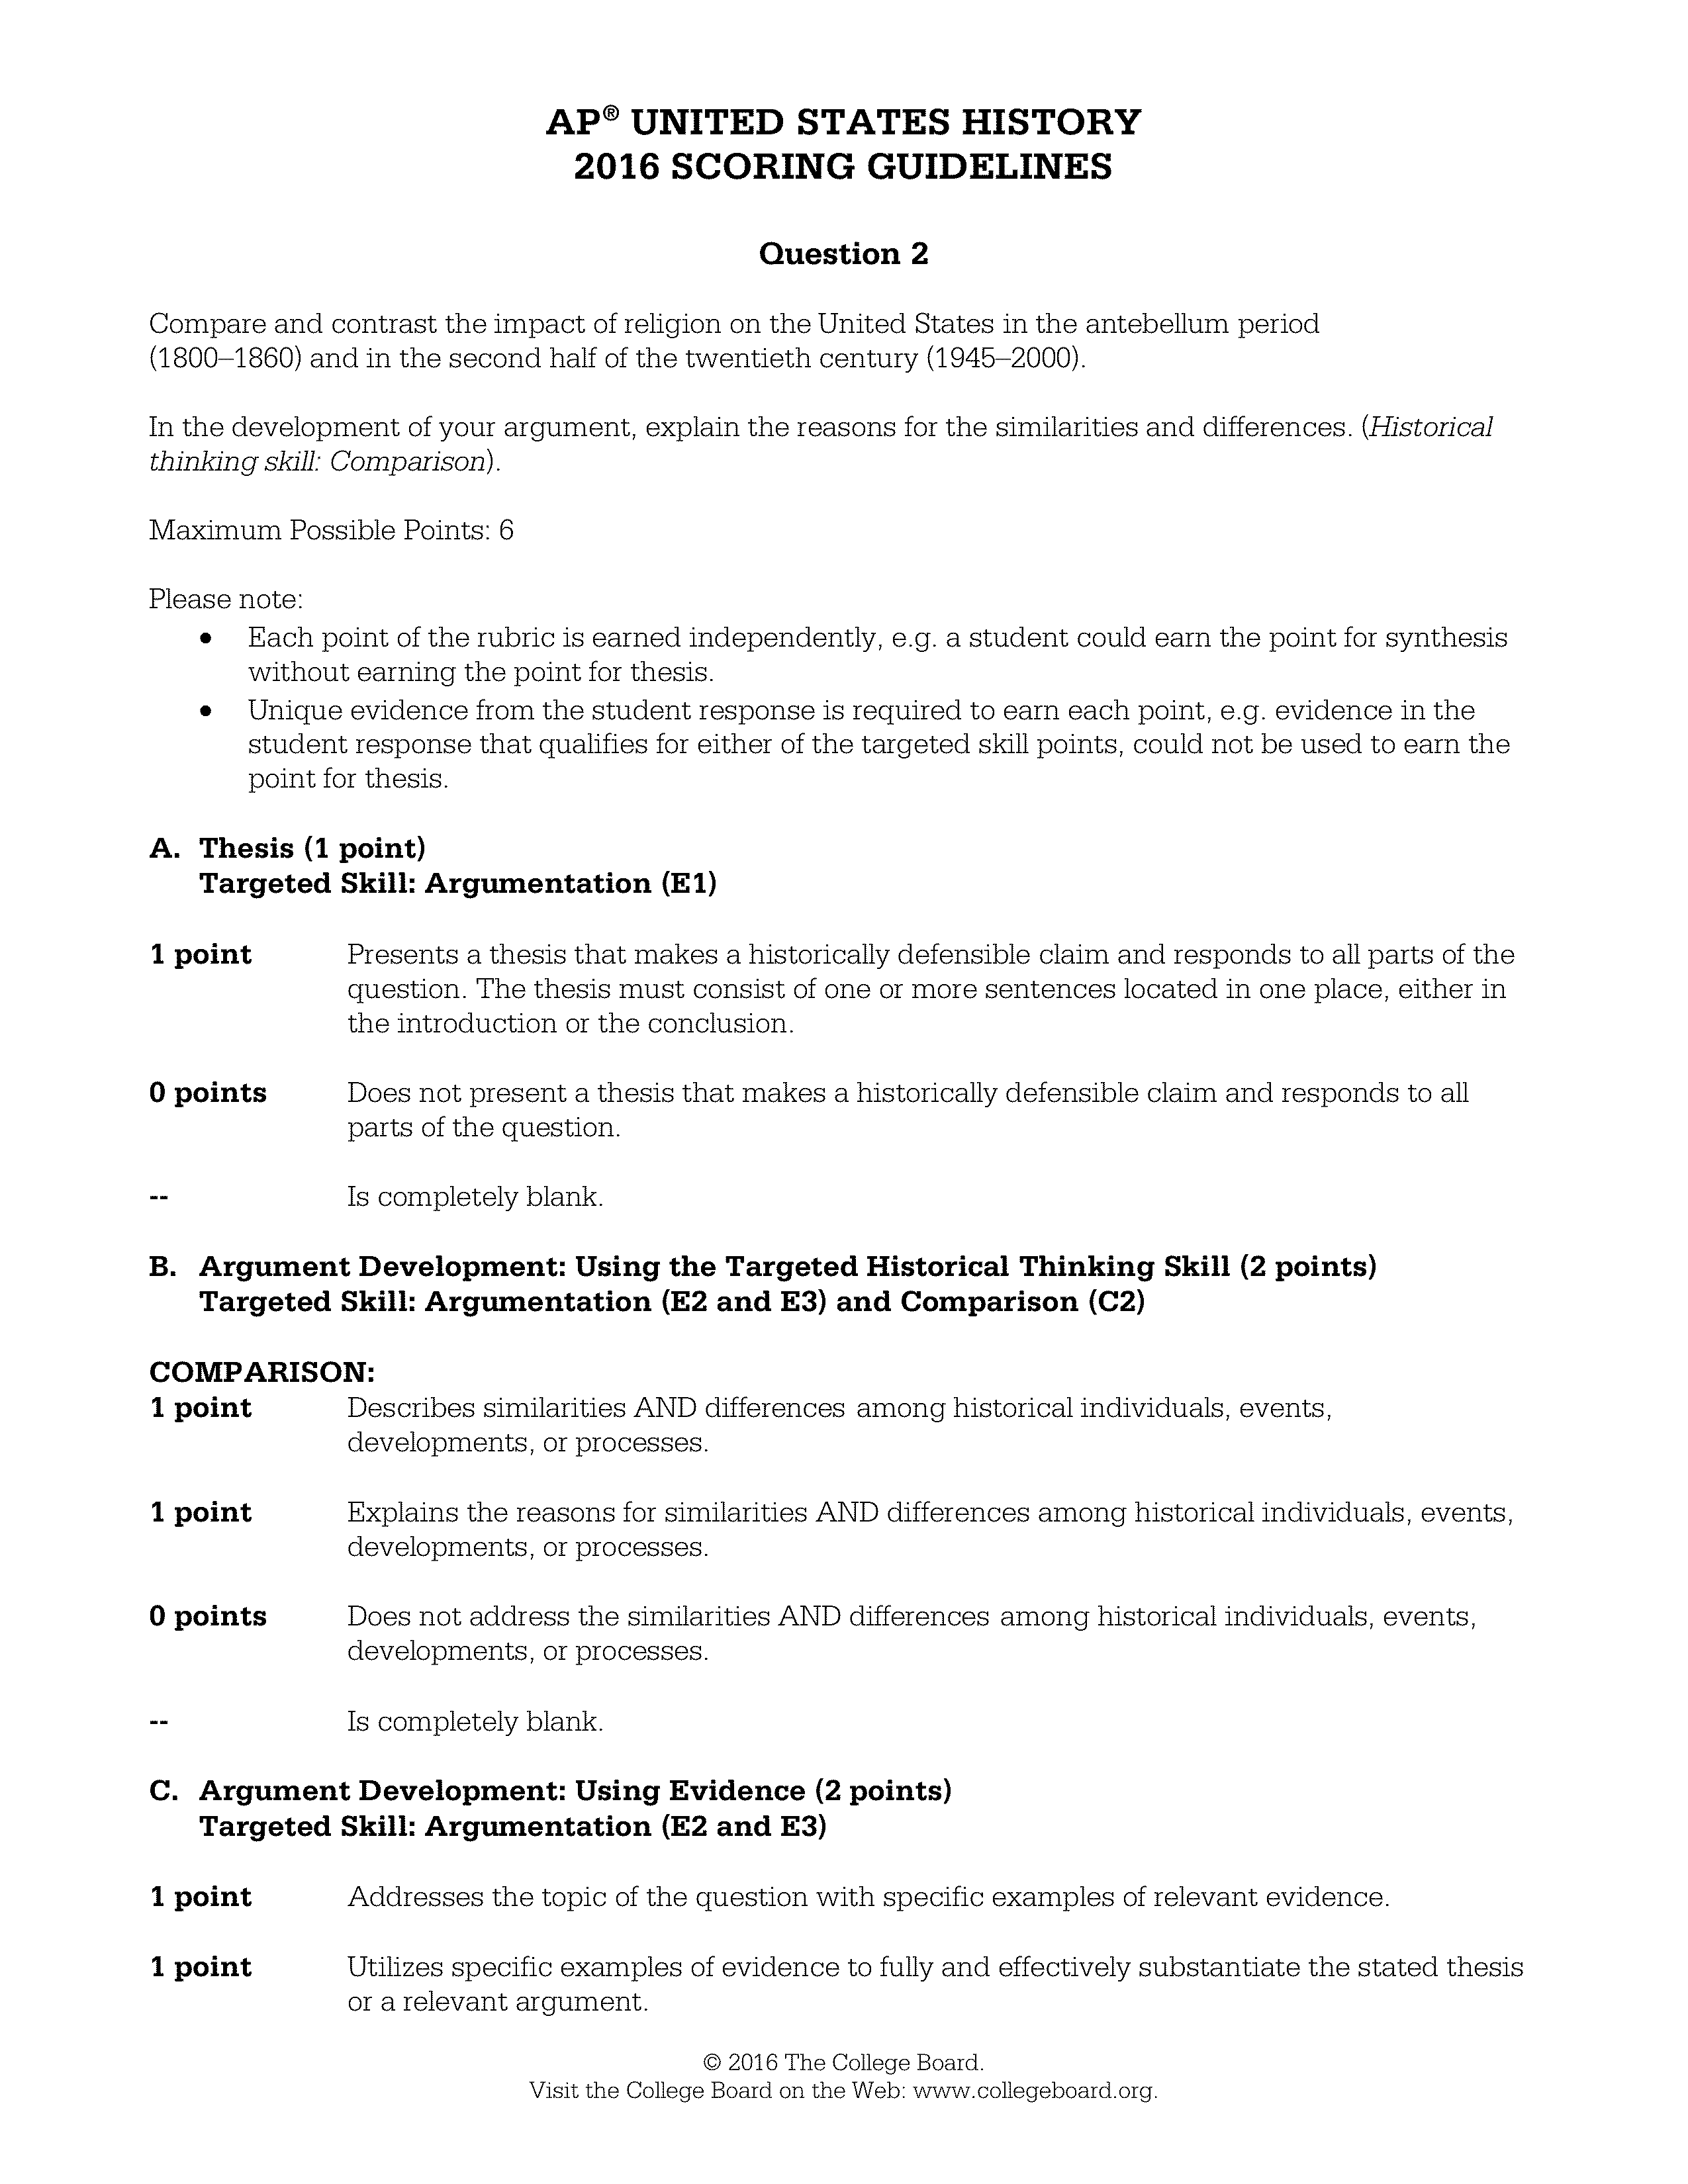 AP® UNITED STATES HISTORY
2016 SCORING GUIDELINES
Question 2
Compare and contrast the impact of religion on the United States in the antebellum period
(1800–1860) and in the second half of the twentieth century (1945–2000).
In the development of your argument, explain the reasons for the similarities and differences. (Historical
thinking skill: Comparison).
Maximum Possible Points: 6
Please note:
• Each point of the rubric is earned independently, e.g. a student could earn the point for synthesis
without earning the point for thesis.
• Unique evidence from the student response is required to earn each point, e.g. evidence in the
student response that qualifies for either of the targeted skill points, could not be used to earn the
point for thesis.
A. Thesis (1 point)
Targeted Skill: Argumentation (E1)
1 point Presents a thesis that makes a historically defensible claim and responds to all parts of the
question. The thesis must consist of one or more sentences located in one place, either in
the introduction or the conclusion.
0 points Does not present a thesis that makes a historically defensible claim and responds to all
parts of the question.
-- Is completely blank.
B. Argument Development: Using the Targeted Historical Thinking Skill (2 points)
Targeted Skill: Argumentation (E2 and E3) and Comparison (C2)
COMPARISON:
1 point Describes similarities AND differences among historical individuals, events,
developments, or processes.
1 point Explains the reasons for similarities AND differences among historical individuals, events,
developments, or processes.
0 points Does not address the similarities AND differences among historical individuals, events,
developments, or processes.
-- Is completely blank.
C. Argument Development: Using Evidence (2 points)
Targeted Skill: Argumentation (E2 and E3)
1 point Addresses the topic of the question with specific examples of relevant evidence.
1 point Utilizes specific examples of evidence to fully and effectively substantiate the stated thesis
or a relevant argument.
© 2016 The College Board.
Visit the College Board on the Web: www.collegeboard.org.